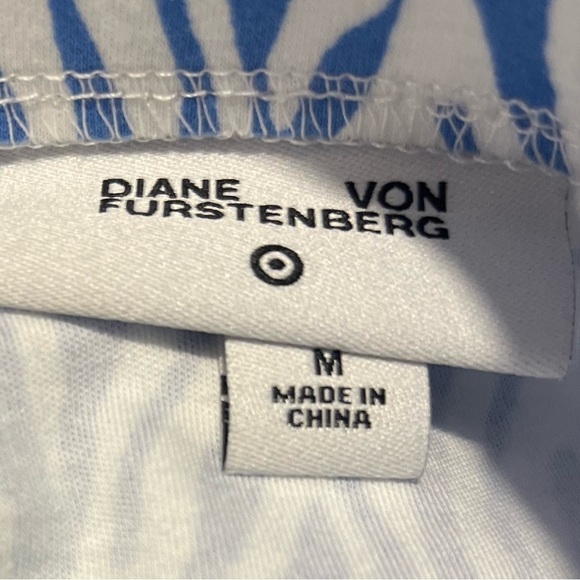 DIANE VON
FURSTENBERG
M
MADE IN
CHINA